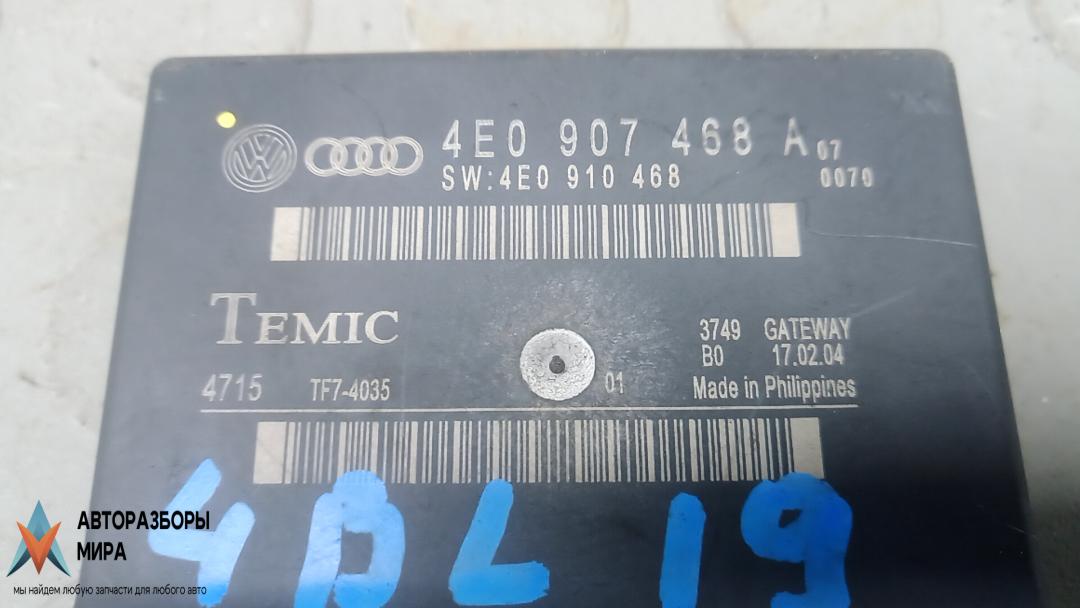 4E0 907 468 A 07
SW:4E0 910 468 0070
TEMIC
3749 GATEWAY
B0 17.02.04
4715 TF7-4035 01 Made in Philippines
4BL19
АВТОРАЗБОРЫ
МИРА
мы найдем любую запчасти для любого авто